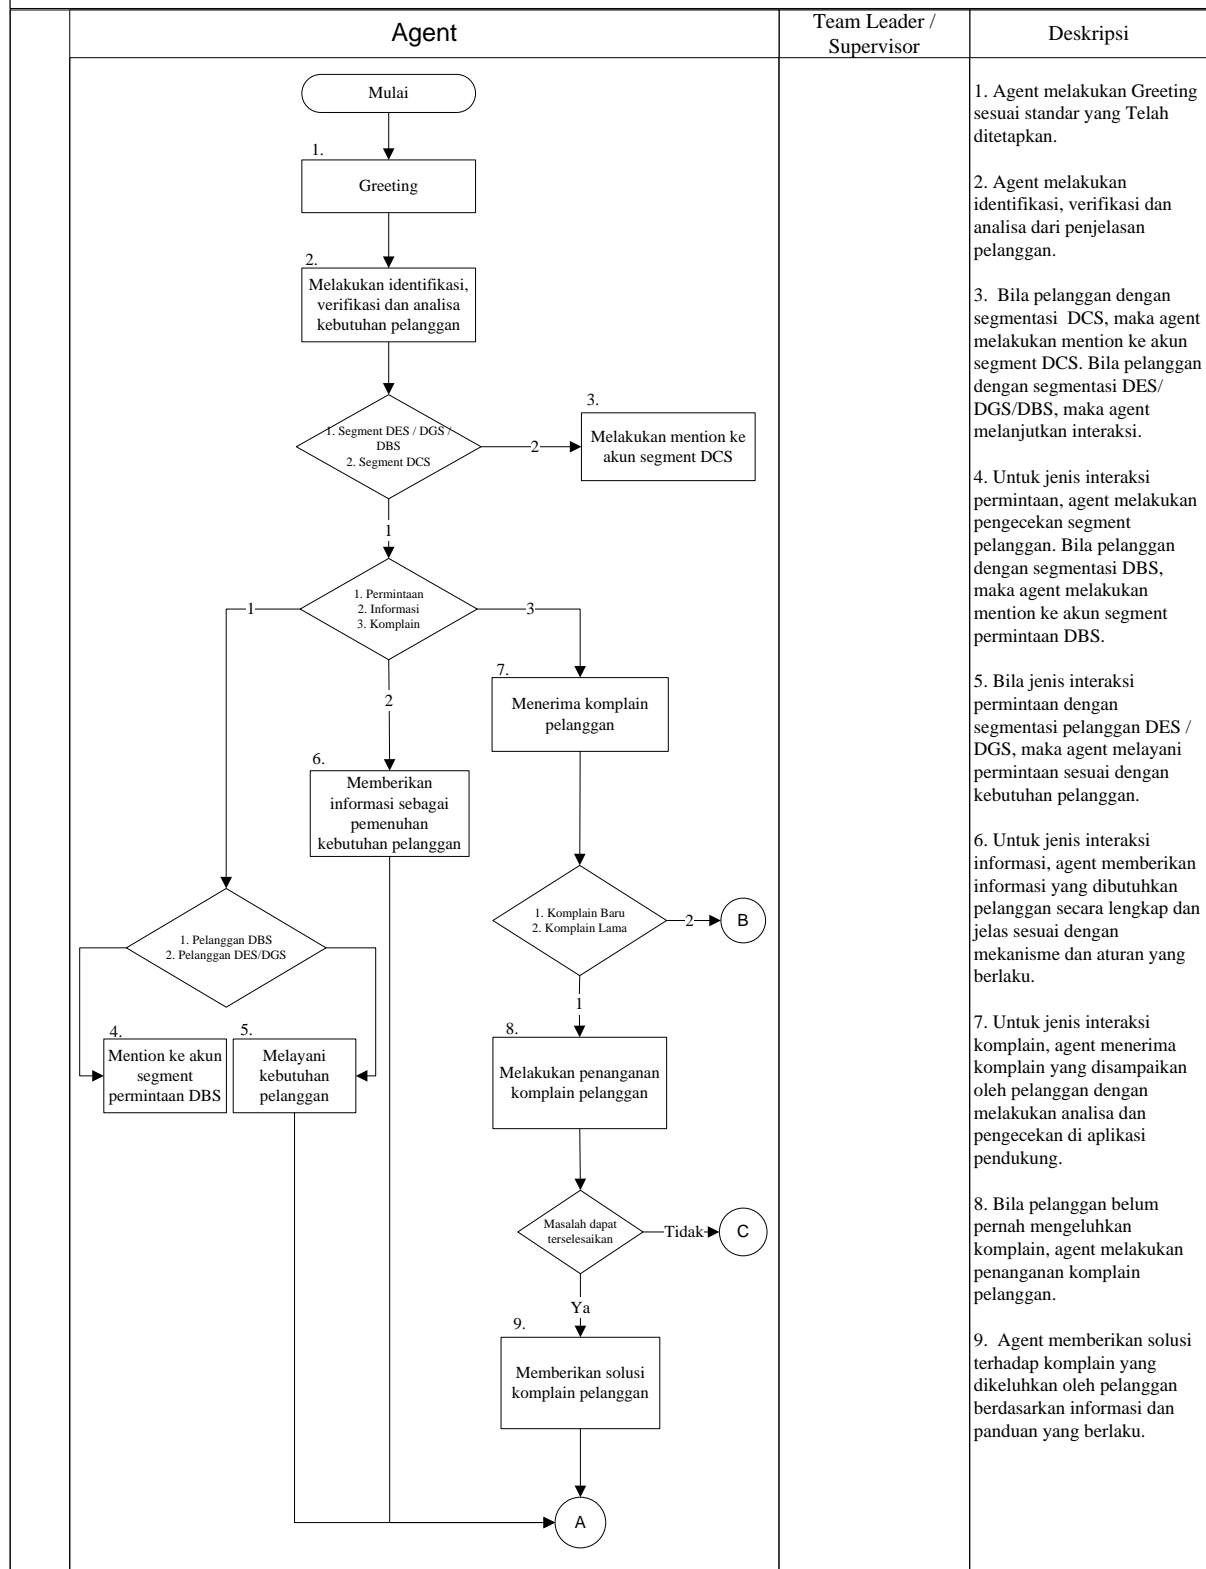 Agent
Team Leader /
Supervisor
Deskripsi
Mulai
1.
Greeting
2.
Melakukan identifikasi,
verifikasi dan analisa
kebutuhan pelanggan
1. Segment DES / DGS /
DBS
2. Segment DCS
2
3.
Melakukan mention ke
akun segment DCS
1
1. Permintaan
2. Informasi
3. Komplain
1
3
2
7.
Menerima komplain
pelanggan
6.
Memberikan
informasi sebagai
pemenuhan
kebutuhan pelanggan
1. Komplain Baru
2. Komplain Lama
2
B
1. Pelanggan DBS
2. Pelanggan DES/DGS
1
4.
Mention ke akun
segment
permintaan DBS
5.
Melayani
kebutuhan
pelanggan
8.
Melakukan penanganan
komplain pelanggan
Masalah dapat
terselesaikan
Tidak
C
Ya
9.
Memberikan solusi
komplain pelanggan
A
1. Agent melakukan Greeting
sesuai standar yang Telah
ditetapkan.
2. Agent melakukan
identifikasi, verifikasi dan
analisa dari penjelasan
pelanggan.
3.  Bila pelanggan dengan
segmentasi  DCS, maka agent
melakukan mention ke akun
segment DCS. Bila pelanggan
dengan segmentasi DES/
DGS/DBS, maka agent
melanjutkan interaksi.
4. Untuk jenis interaksi
permintaan, agent melakukan
pengecekan segment
pelanggan. Bila pelanggan
dengan segmentasi DBS,
maka agent melakukan
mention ke akun segment
permintaan DBS.
5. Bila jenis interaksi
permintaan dengan
segmentasi pelanggan DES /
DGS, maka agent melayani
permintaan sesuai dengan
kebutuhan pelanggan.
6. Untuk jenis interaksi
informasi, agent memberikan
informasi yang dibutuhkan
pelanggan secara lengkap dan
jelas sesuai dengan
mekanisme dan aturan yang
berlaku.
7. Untuk jenis interaksi
komplain, agent menerima
komplain yang disampaikan
oleh pelanggan dengan
melakukan analisa dan
pengecekan di aplikasi
pendukung.
8. Bila pelanggan belum
pernah mengeluhkan
komplain, agent melakukan
penanganan komplain
pelanggan.
9.  Agent memberikan solusi
terhadap komplain yang
dikeluhkan oleh pelanggan
berdasarkan informasi dan
panduan yang berlaku.